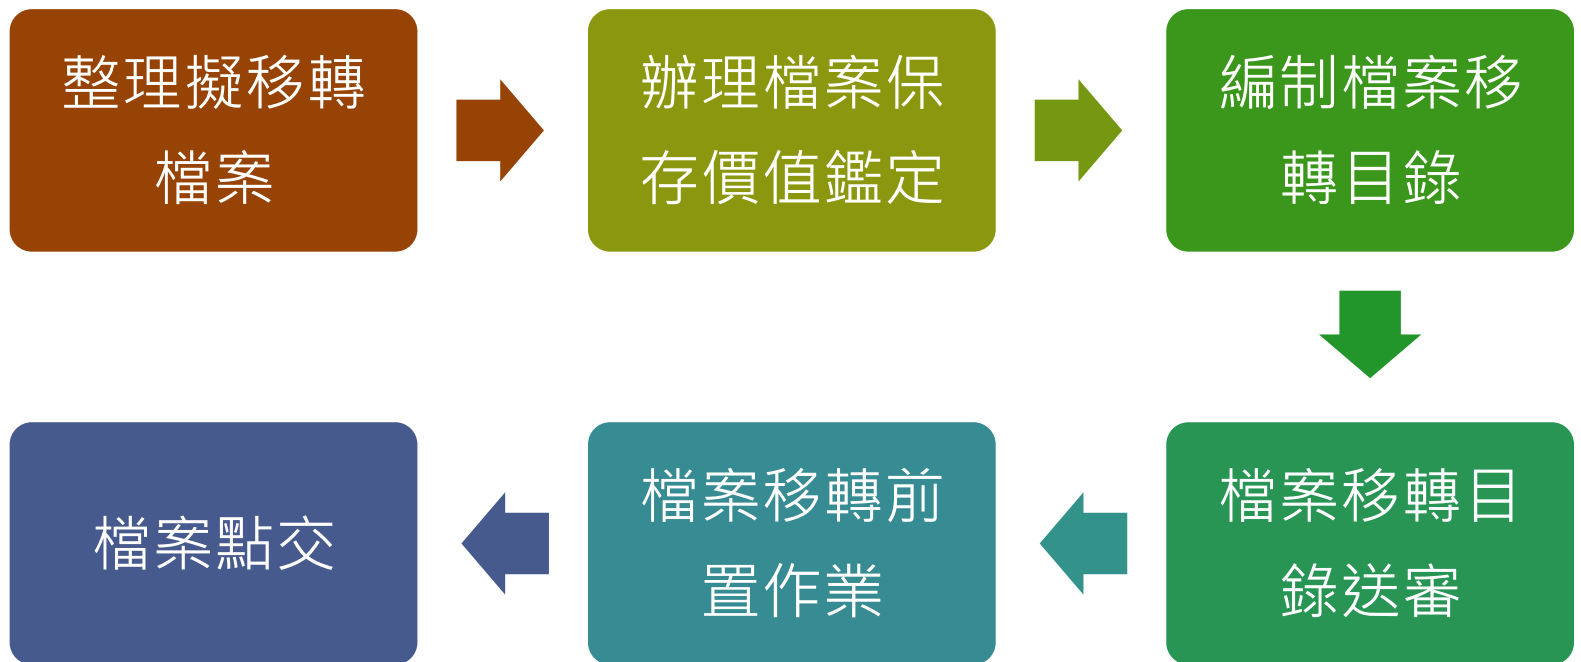 整理擬移轉
檔案
辦理檔案保
存價值鑑定
編制檔案移
轉目錄
檔案移轉目
錄送審
檔案移轉前
置作業
檔案點交